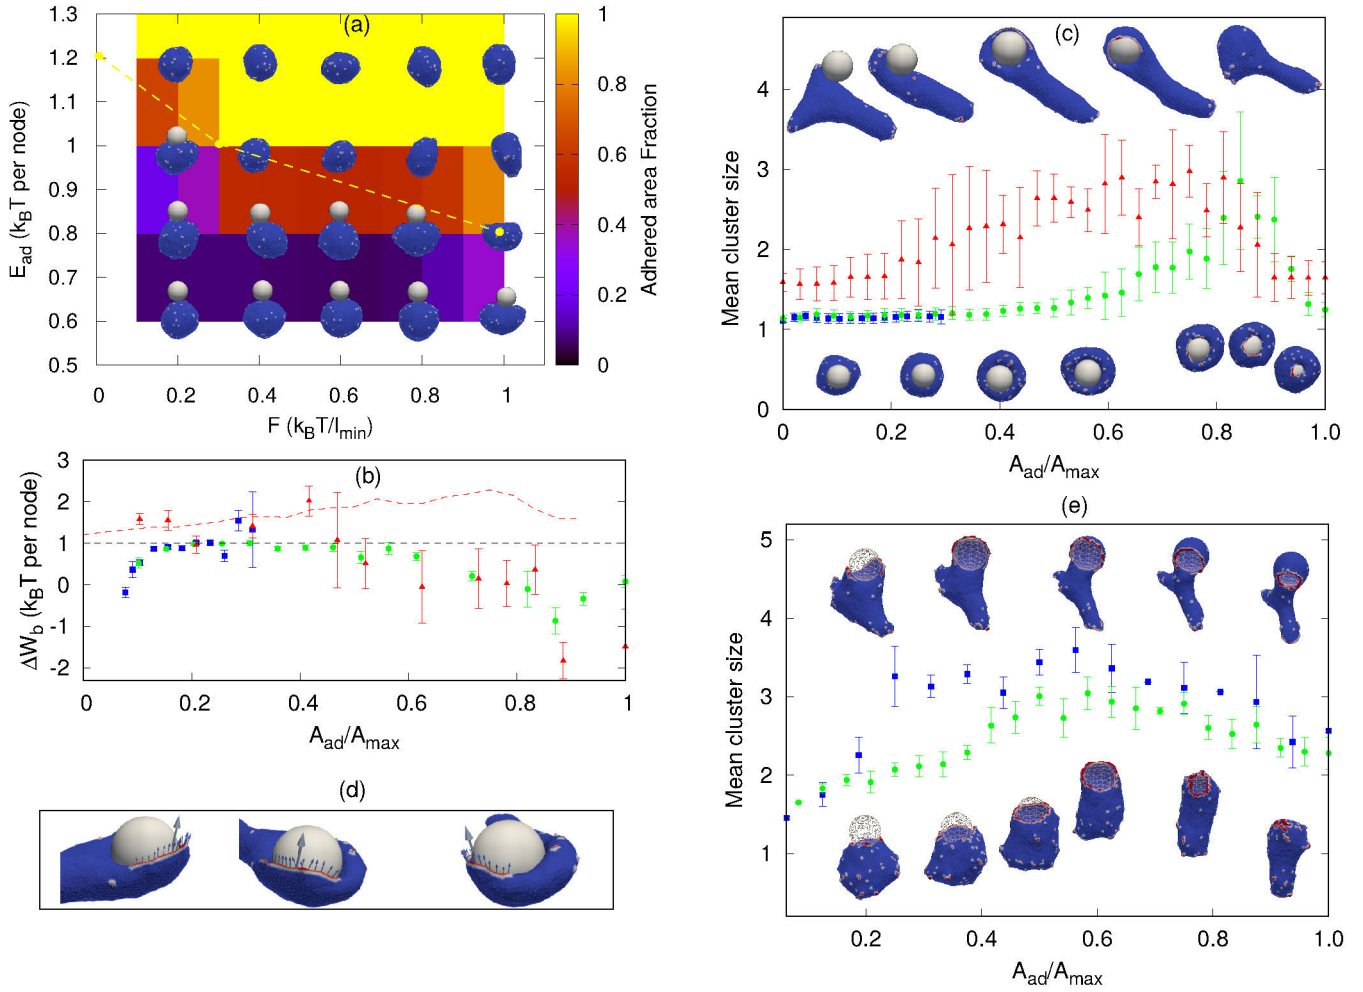 (a)
1.3
1.2
1.1
1
0.9
0.8
0.7
0.6
0.5
E_ad (k_BT per node)
0 0.2 0.4 0.6 0.8 1
F (k_BT/l_min)
1
0.8
0.6
0.4
0.2
0
Adhered area Fraction
(b)
3
2
1
0
-1
-2
ΔW_b (k_BT per node)
0 0.2 0.4 0.6 0.8 1
A_ad/A_max
(d)
(c)
4
3
2
1
0
Mean cluster size
0 0.2 0.4 0.6 0.8 1.0
A_ad/A_max
(e)
5
4
3
2
1
Mean cluster size
0.2 0.4 0.6 0.8 1.0
A_ad/A_max